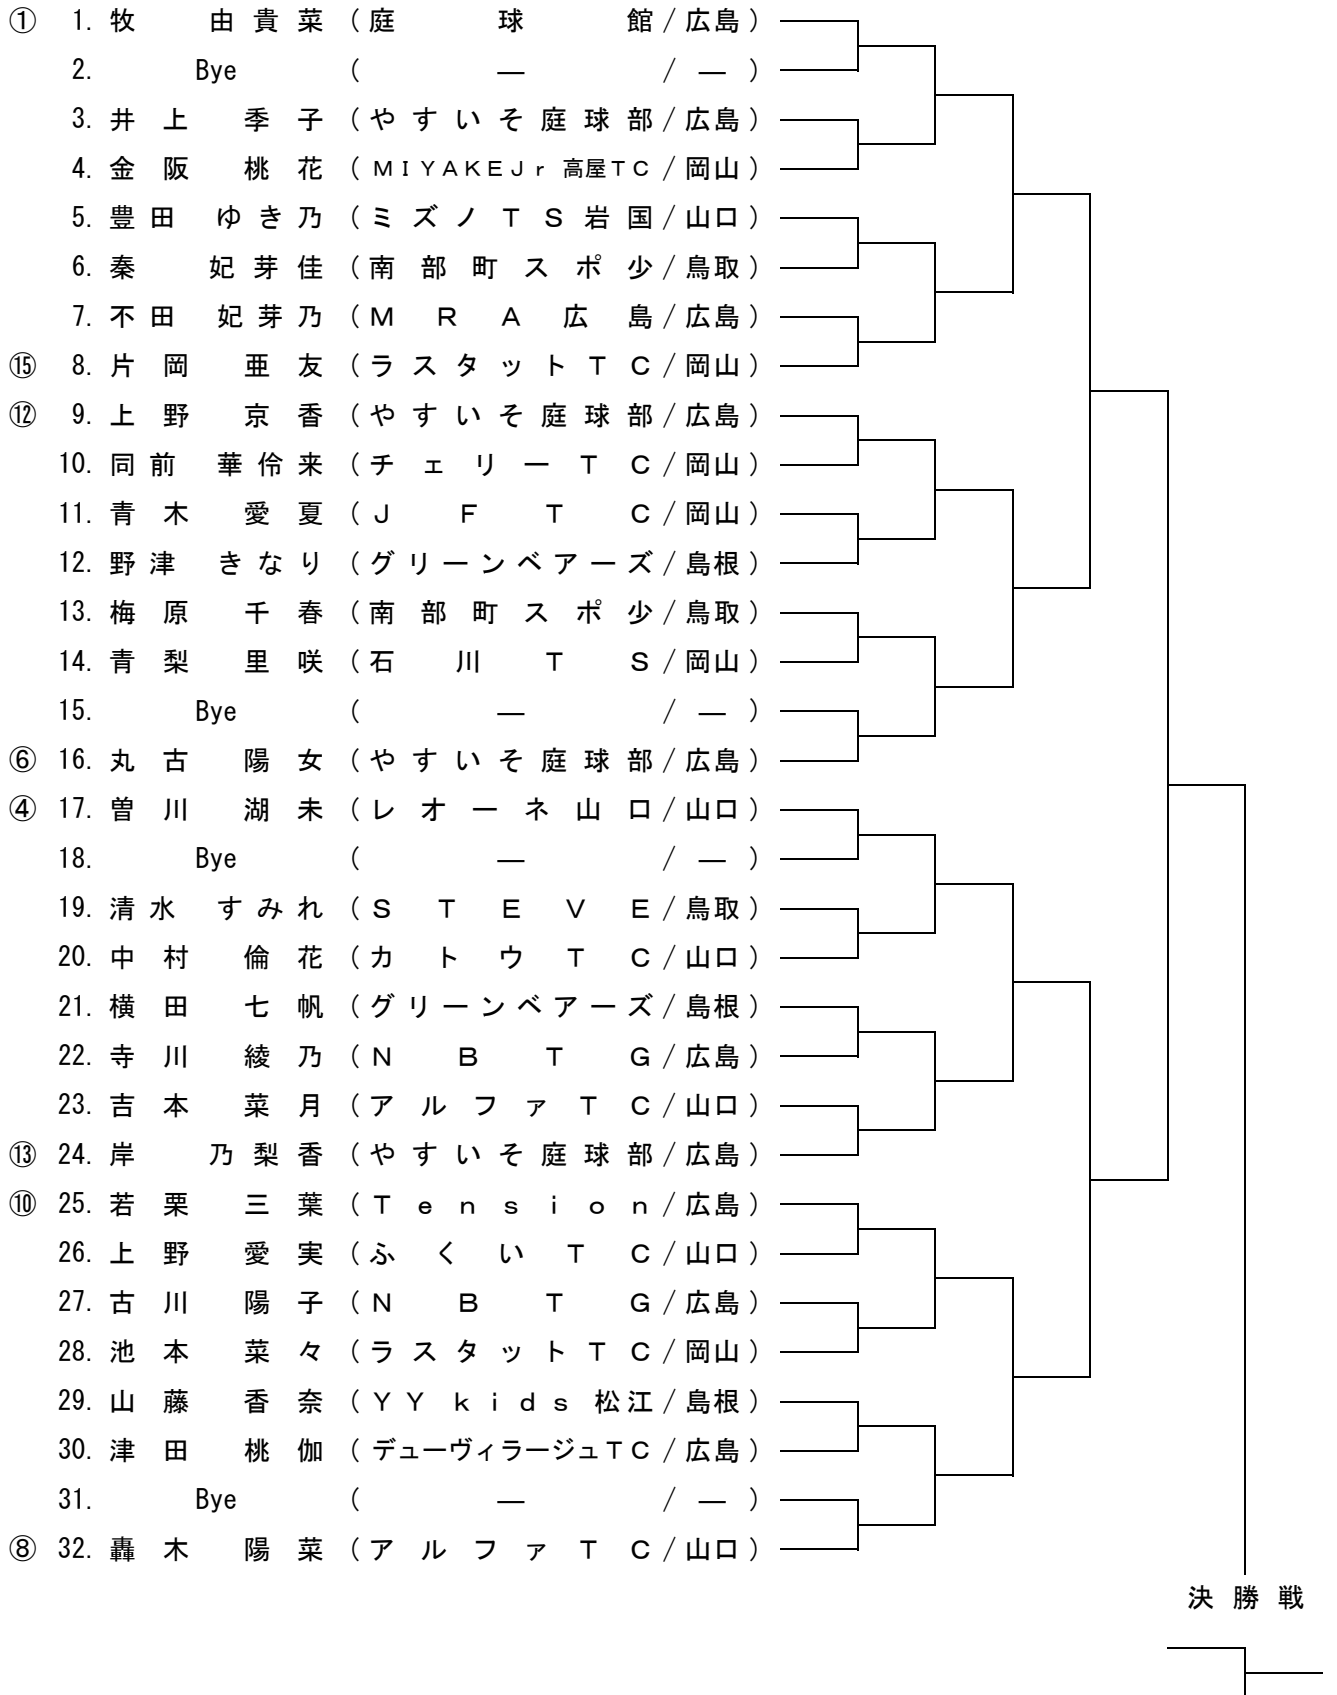 ① 1. 牧 由貴菜 (庭球館/広島)
2. Bye ( ― / ― )
3. 井上 季子 (やすいそ庭球部/広島)
4. 金阪 桃花 (ＭＩＹＡＫＥＪｒ 高屋ＴＣ/岡山)
5. 豊田 ゆき乃 (ミズノＴＳ岩国/山口)
6. 秦 妃芽佳 (南部町スポ少/鳥取)
7. 不田 妃芽乃 (ＭＲＡ広島/広島)
⑮ 8. 片岡 亜友 (ラスタットＴＣ/岡山)
⑫ 9. 上野 京香 (やすいそ庭球部/広島)
10. 同前 華伶来 (チェリーＴＣ/岡山)
11. 青木 愛夏 (ＪＦＴＣ/岡山)
12. 野津 きなり (グリーンベアーズ/島根)
13. 梅原 千春 (南部町スポ少/鳥取)
14. 青梨 里咲 (石川ＴＳ/岡山)
15. Bye ( ― / ― )
⑥ 16. 丸古 陽女 (やすいそ庭球部/広島)
④ 17. 曽川 湖未 (レオーネ山口/山口)
18. Bye ( ― / ― )
19. 清水 すみれ (ＳＴＥＶＥ/鳥取)
20. 中村 倫花 (カトウＴＣ/山口)
21. 横田 七帆 (グリーンベアーズ/島根)
22. 寺川 綾乃 (ＮＢＴＧ/広島)
23. 吉本 菜月 (アルファＴＣ/山口)
⑬ 24. 岸 乃梨香 (やすいそ庭球部/広島)
⑩ 25. 若栗 三葉 (Ｔｅｎｓｉｏｎ/広島)
26. 上野 愛実 (ふくいＴＣ/山口)
27. 古川 陽子 (ＮＢＴＧ/広島)
28. 池本 菜々 (ラスタットＴＣ/岡山)
29. 山藤 香奈 (ＹＹｋｉｄｓ松江/島根)
30. 津田 桃伽 (デューヴィラージュＴＣ/広島)
31. Bye ( ― / ― )
⑧ 32. 轟木 陽菜 (アルファＴＣ/山口)
決勝戦